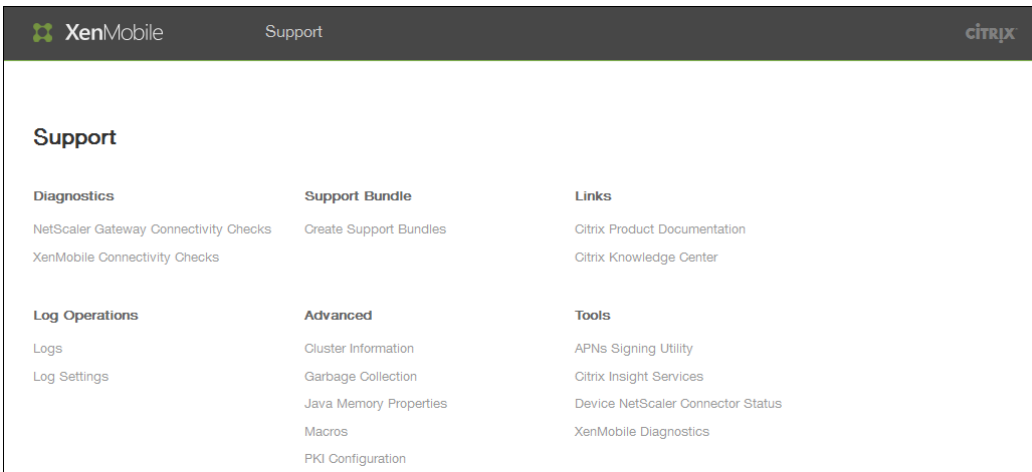 XenMobile Support CİTRIX
Support
Diagnostics Support Bundle Links
NetScaler Gateway Connectivity Checks Create Support Bundles Citrix Product Documentation
XenMobile Connectivity Checks Citrix Knowledge Center
Log Operations Advanced Tools
Logs Cluster Information APNs Signing Utility
Log Settings Garbage Collection Citrix Insight Services
Java Memory Properties Device NetScaler Connector Status
Macros XenMobile Diagnostics
PKI Configuration